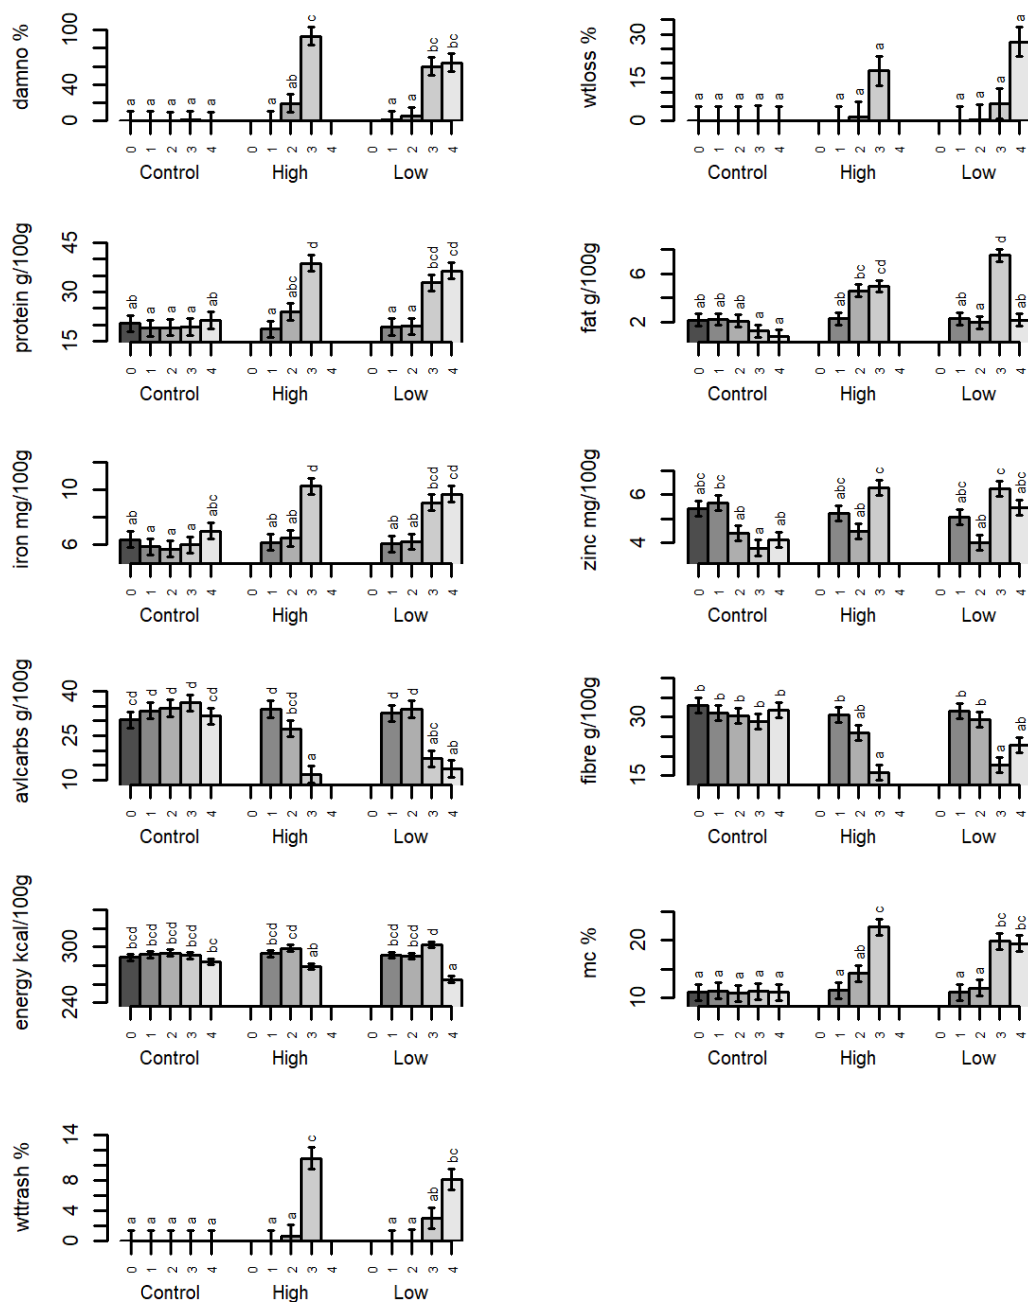 damno %
100
40
0
a a a a a a ab c a a bc bc
0 1 2 3 4 0 1 2 3 4 0 1 2 3 4
Control High Low
wtloss %
30
15
0
a a a a a a a a a a a a
0 1 2 3 4 0 1 2 3 4 0 1 2 3 4
Control High Low
protein g/100g
45
30
15
ab a a a ab a abc d a a bcd cd
0 1 2 3 4 0 1 2 3 4 0 1 2 3 4
Control High Low
fat g/100g
6
2
ab ab ab a a ab bc cd ab a d ab
0 1 2 3 4 0 1 2 3 4 0 1 2 3 4
Control High Low
iron mg/100g
10
6
ab a a a abc ab ab d ab ab bcd cd
0 1 2 3 4 0 1 2 3 4 0 1 2 3 4
Control High Low
zinc mg/100g
6
4
abc bc ab a ab abc ab c abc ab c abc
0 1 2 3 4 0 1 2 3 4 0 1 2 3 4
Control High Low
avlcarbs g/100g
40
25
10
cd d d d cd d bcd a d d abc ab
0 1 2 3 4 0 1 2 3 4 0 1 2 3 4
Control High Low
fibre g/100g
30
15
b b b b b b ab a b b a ab
0 1 2 3 4 0 1 2 3 4 0 1 2 3 4
Control High Low
energy kcal/100g
300
240
bcd bcd bcd bcd bc bcd cd ab bcd bcd d a
0 1 2 3 4 0 1 2 3 4 0 1 2 3 4
Control High Low
mc %
20
10
a a a a a a ab c a a bc bc
0 1 2 3 4 0 1 2 3 4 0 1 2 3 4
Control High Low
wttrash %
14
8
4
0
a a a a a a a c a a ab bc
0 1 2 3 4 0 1 2 3 4 0 1 2 3 4
Control High Low